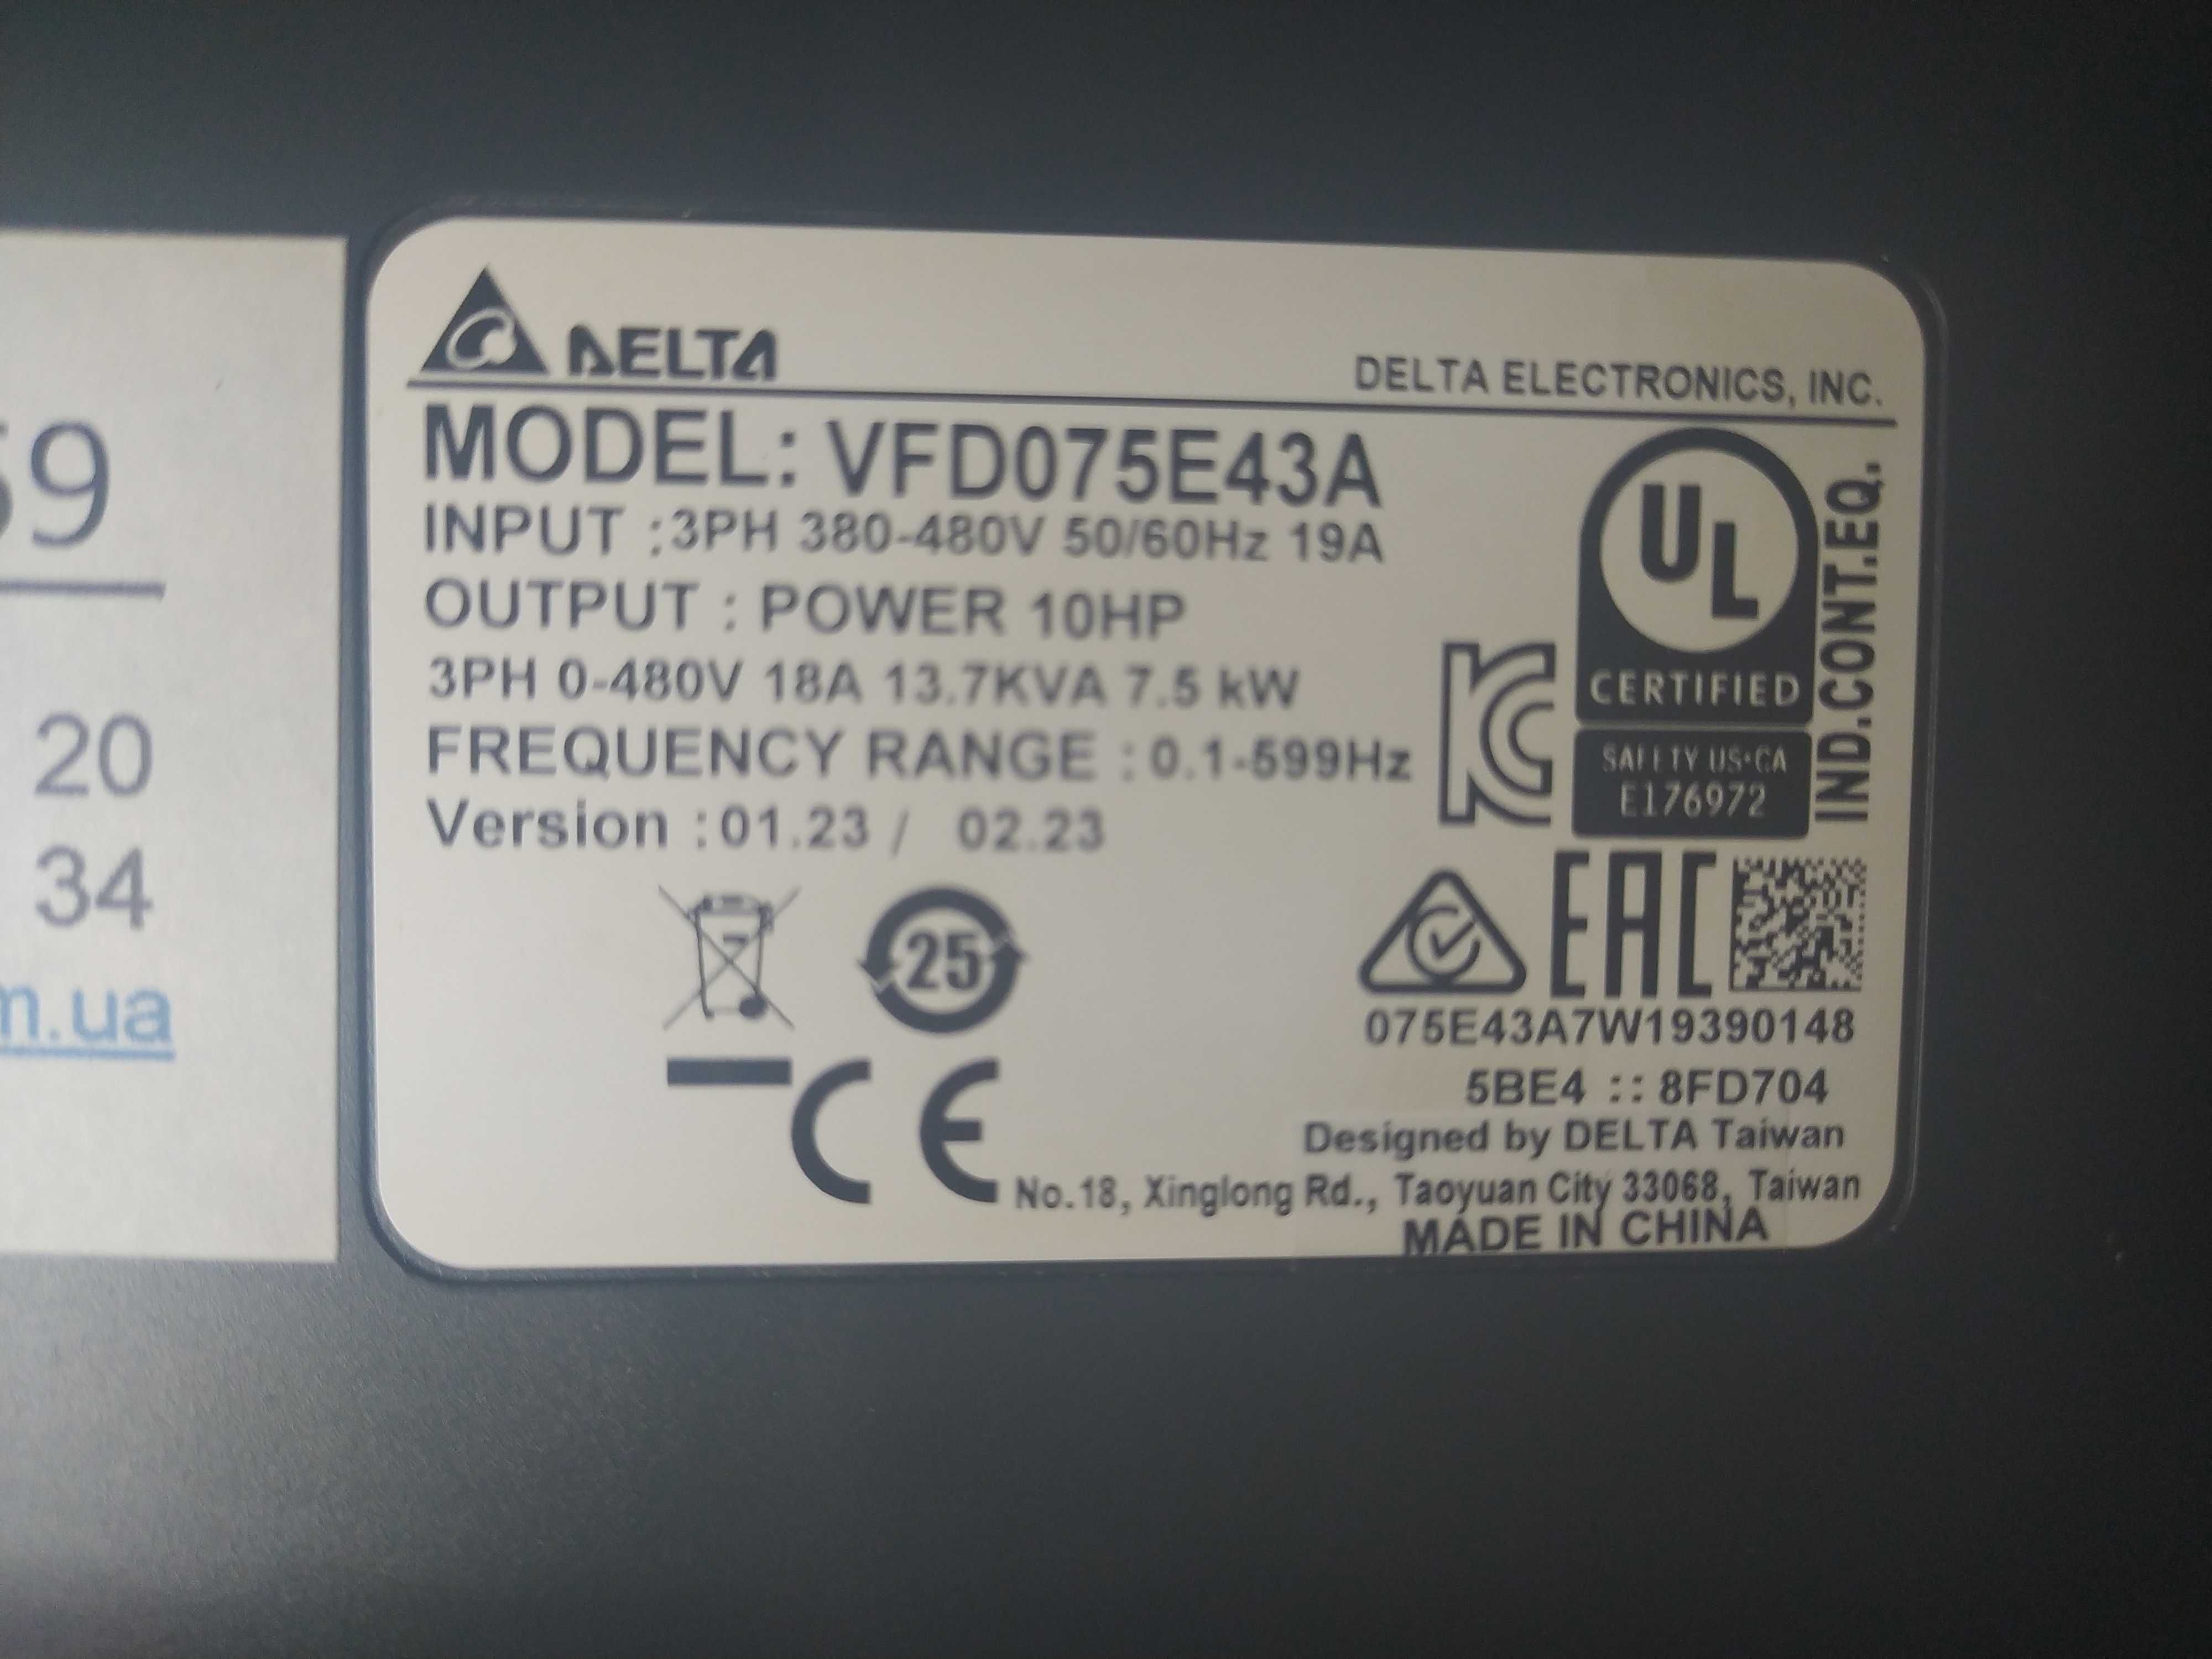 59
20
34
m.ua
DELTA
DELTA ELECTRONICS, INC.
MODEL: VFD075E43A
INPUT :3PH 380-480V 50/60Hz 19A
OUTPUT : POWER 10HP
3PH 0-480V 18A 13.7KVA 7.5 kW
FREQUENCY RANGE : 0.1-599Hz
Version :01.23 / 02.23
UL
CERTIFIED
SAFETY US·CA
E176972
IND.CONT.EQ.
25
EAC
075E43A7W19390148
5BE4 :: 8FD704
Designed by DELTA Taiwan
CE
No.18, Xinglong Rd., Taoyuan City 33068, Taiwan
MADE IN CHINA